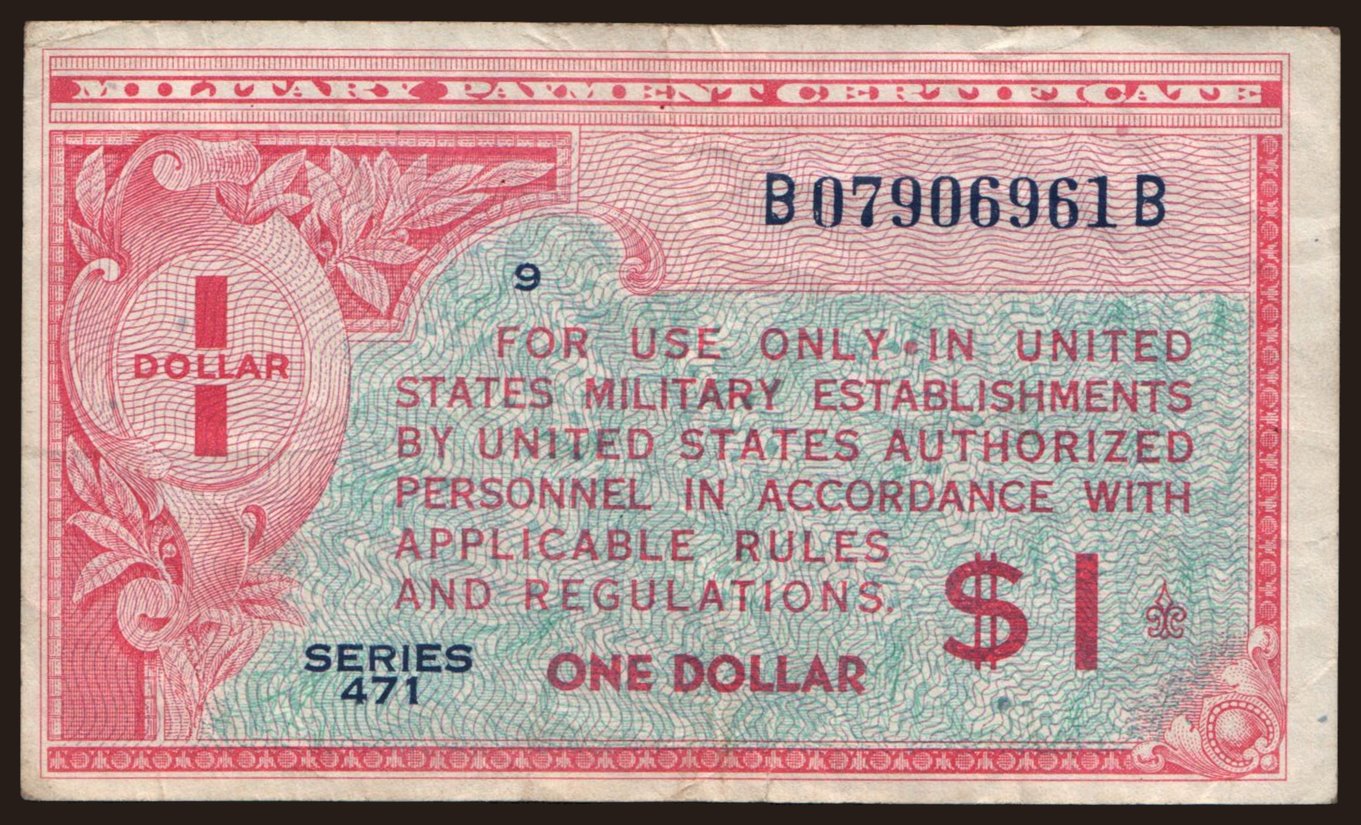 MILITARY PAYMENT CERTIFICATE
B07906961B
9
1
DOLLAR
FOR USE ONLY IN UNITED
STATES MILITARY ESTABLISHMENTS
BY UNITED STATES AUTHORIZED
PERSONNEL IN ACCORDANCE WITH
APPLICABLE RULES
AND REGULATIONS.
$1
SERIES
471
ONE DOLLAR